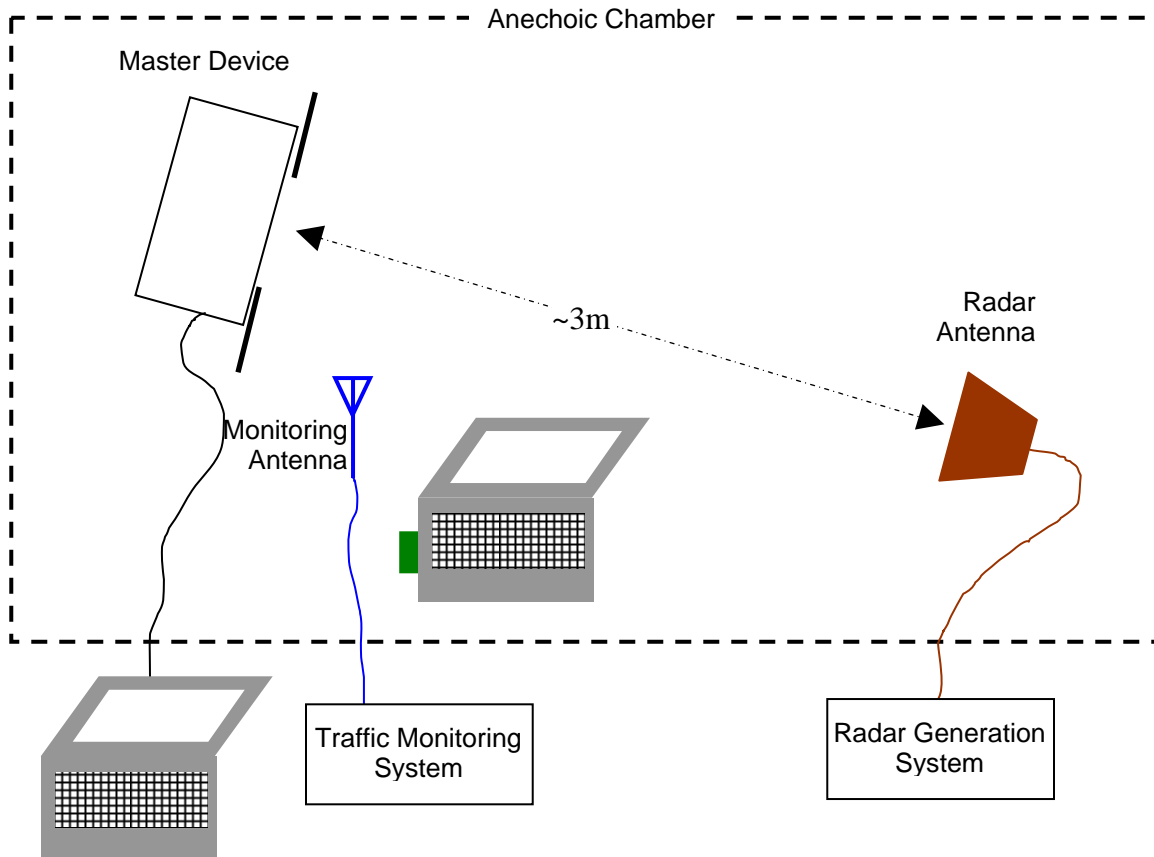 Anechoic Chamber
Master Device
~3m
Radar
Antenna
Monitoring
Antenna
Traffic Monitoring
System
Radar Generation
System